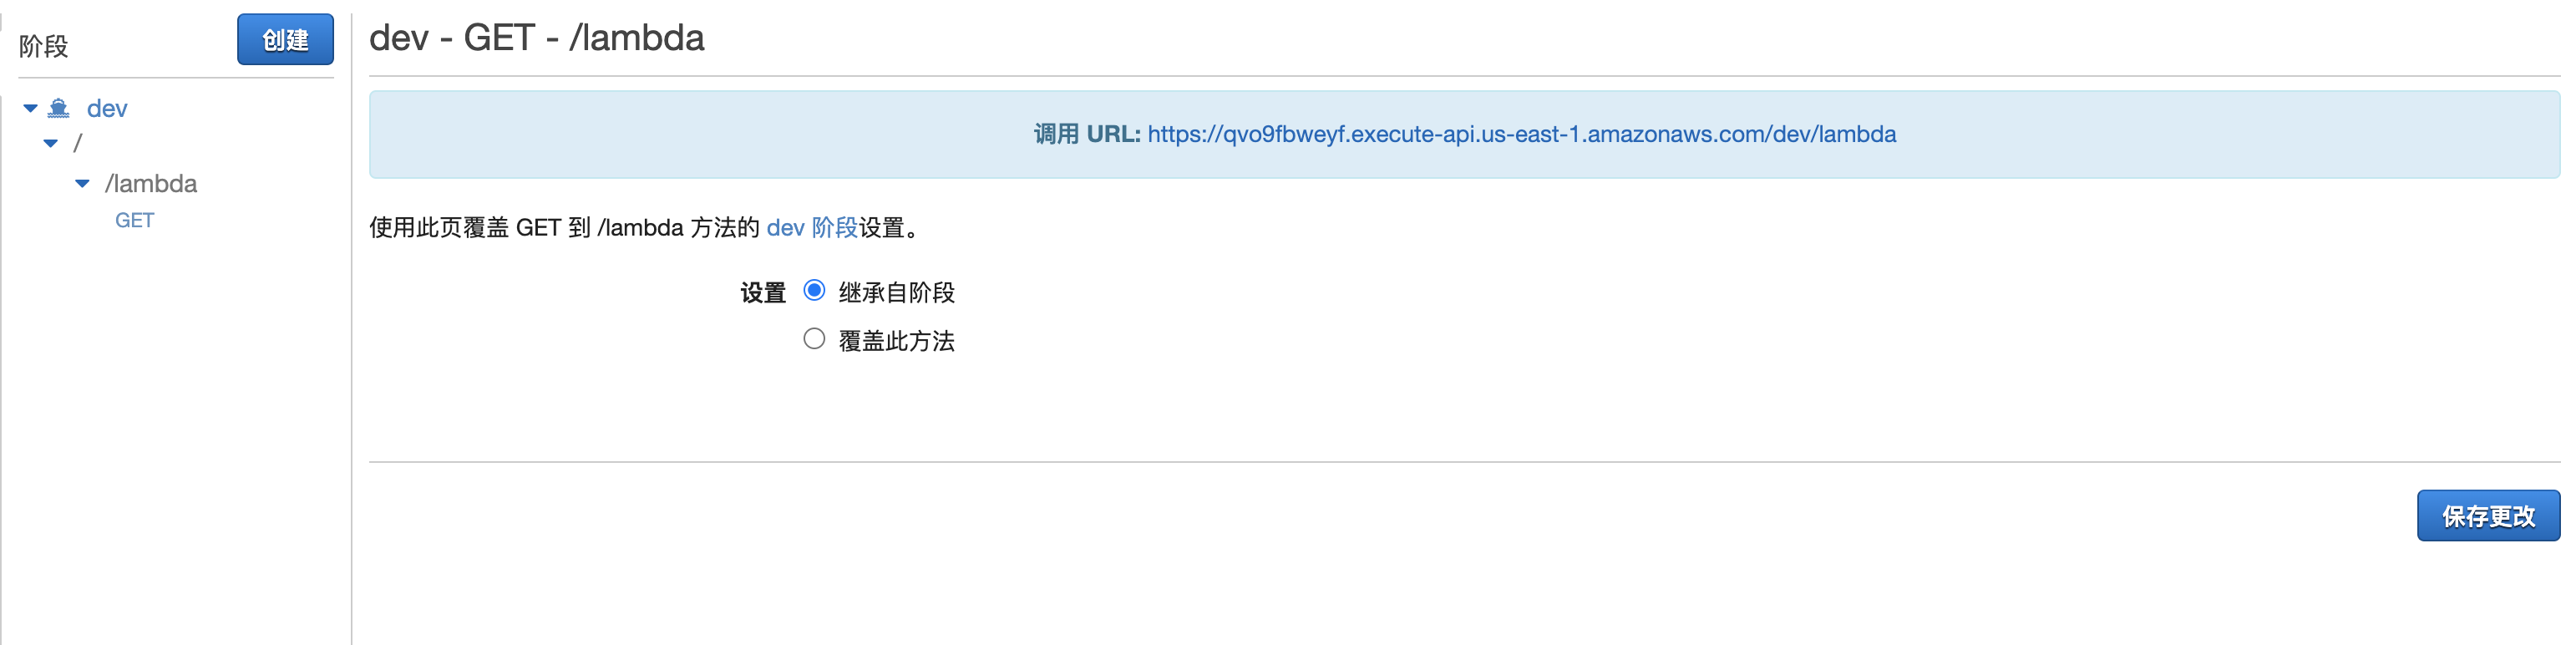 阶段
创建
dev
/
/lambda
GET
dev - GET - /lambda
调用 URL: https://qvo9fbweyf.execute-api.us-east-1.amazonaws.com/dev/lambda
使用此页覆盖 GET 到 /lambda 方法的 dev 阶段设置。
设置 继承自阶段
覆盖此方法
保存更改